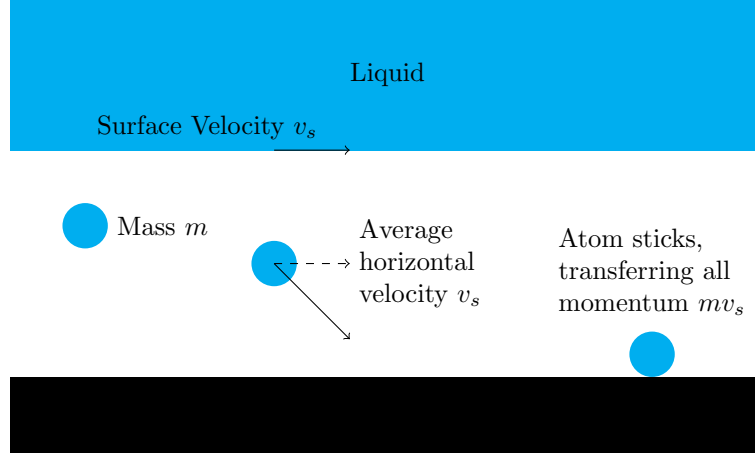 Liquid
Surface Velocity $v_s$
Mass $m$
Average
horizontal
velocity $v_s$
Atom sticks,
transferring all
momentum $mv_s$